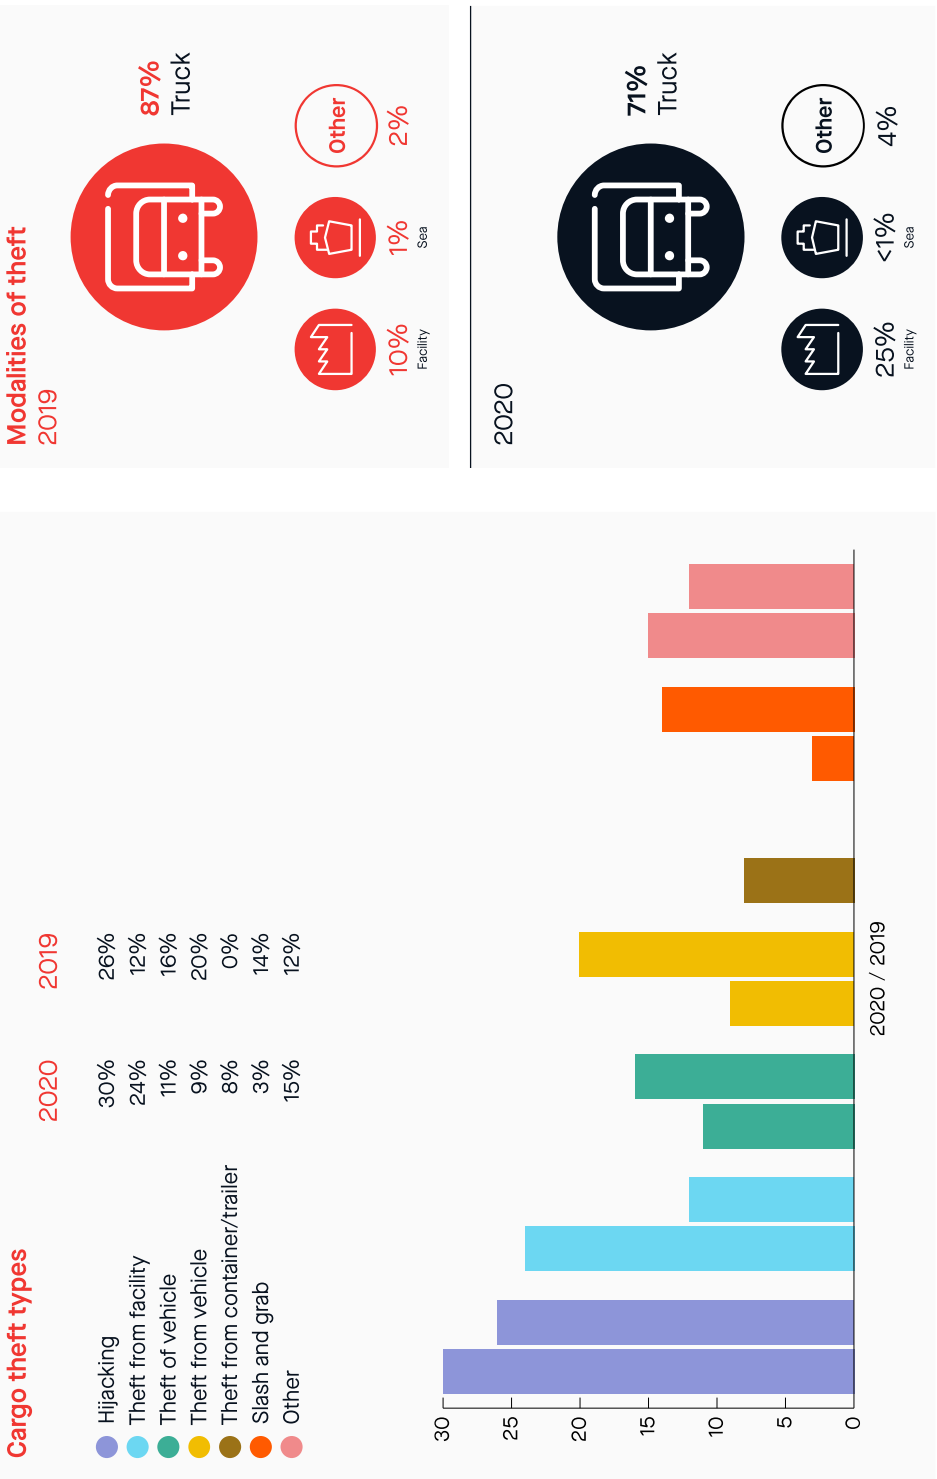 Cargo theft types
2020 2019
Hijacking 30% 26%
Theft from facility 24% 12%
Theft of vehicle 11% 16%
Theft from vehicle 9% 20%
Theft from container/trailer 8% 0%
Slash and grab 3% 14%
Other 15% 12%
30
25
20
15
10
5
0
2020 / 2019
Modalities of theft
2019
87%
Truck
Other
10% 1% 2%
Facility Sea
2020
71%
Truck
Other
25% <1% 4%
Facility Sea